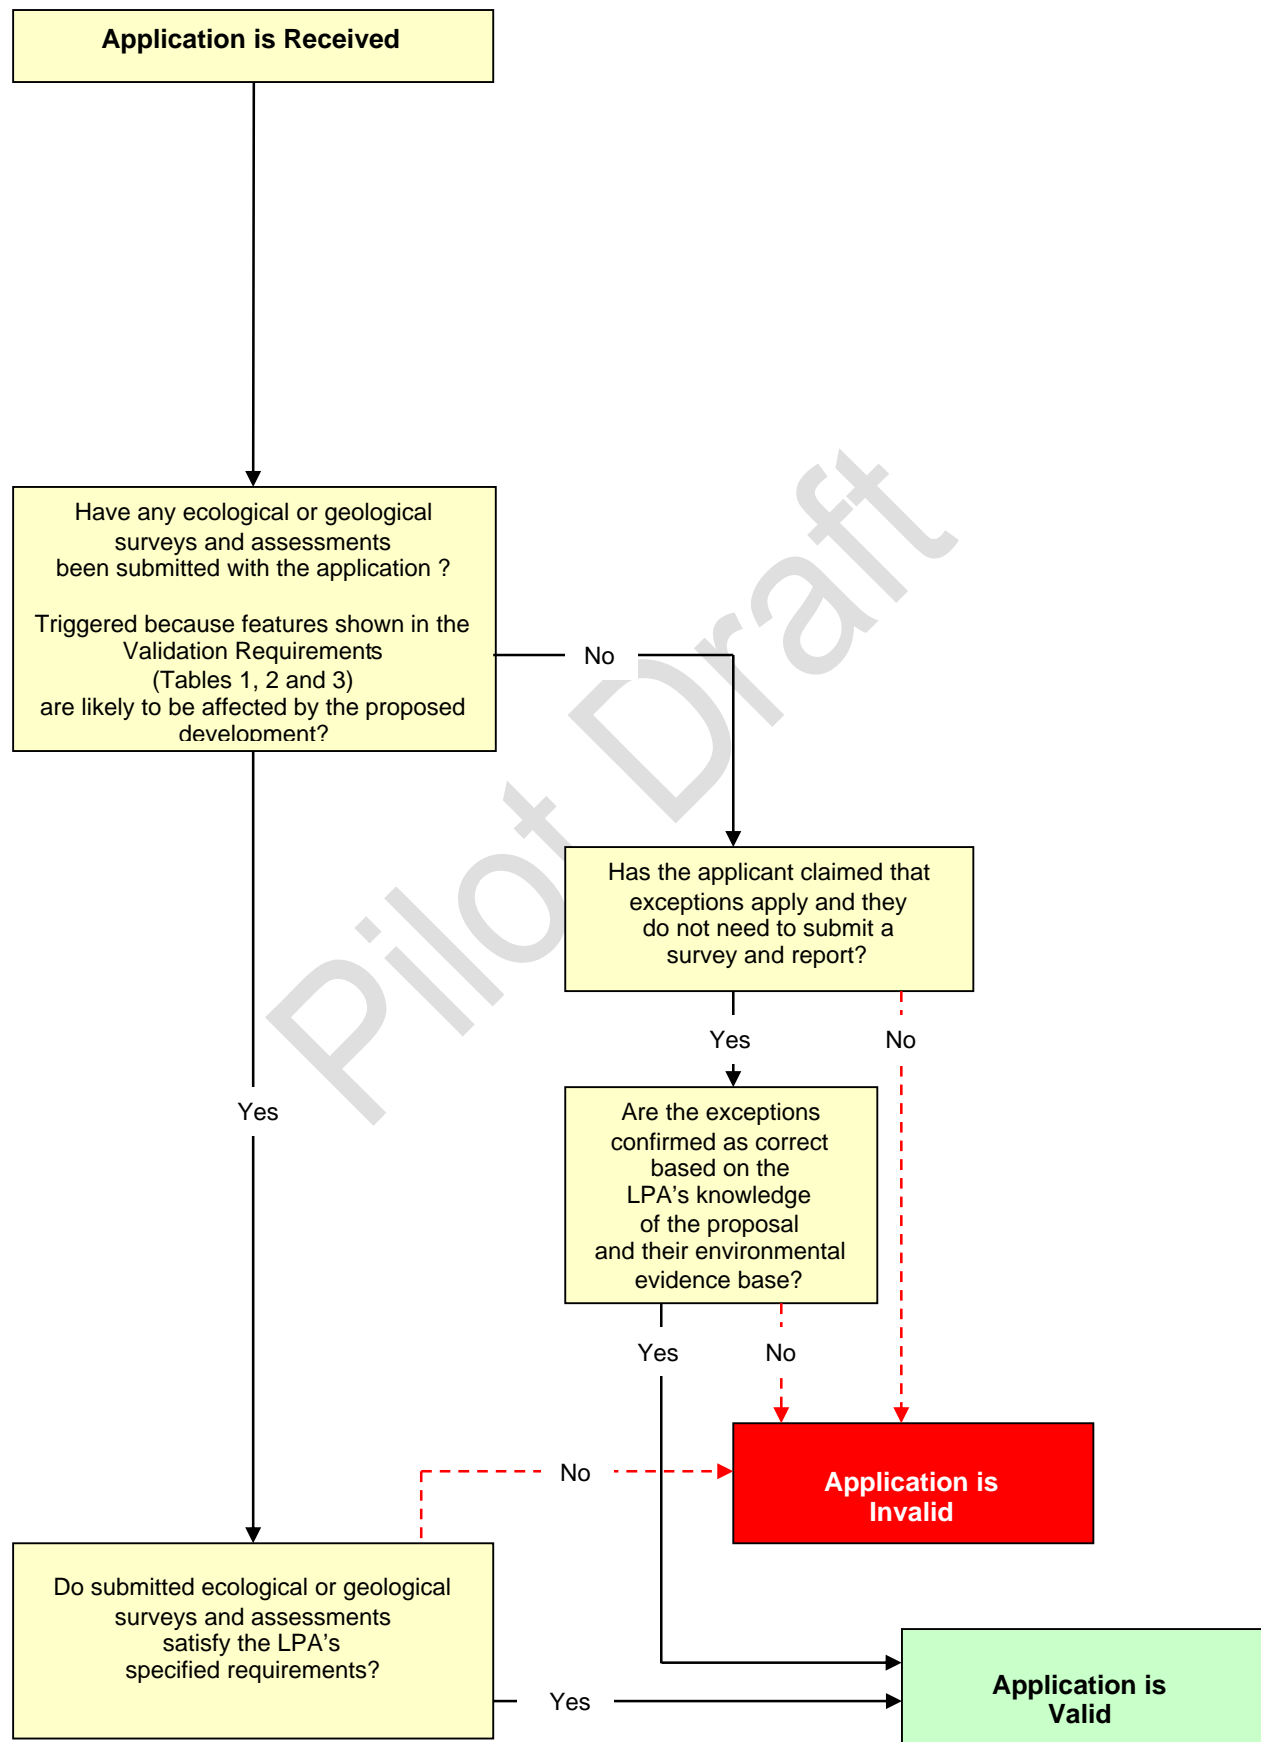 Application is Received
Have any ecological or geological
surveys and assessments
been submitted with the application ?
Triggered because features shown in the
Validation Requirements
(Tables 1, 2 and 3)
are likely to be affected by the proposed
development?
No
Has the applicant claimed that
exceptions apply and they
do not need to submit a
survey and report?
Yes
No
Yes
Are the exceptions
confirmed as correct
based on the
LPA’s knowledge
of the proposal
and their environmental
evidence base?
Yes
No
No
Application is
Invalid
Do submitted ecological or geological
surveys and assessments
satisfy the LPA’s
specified requirements?
Yes
Application is
Valid
Pilot Draft